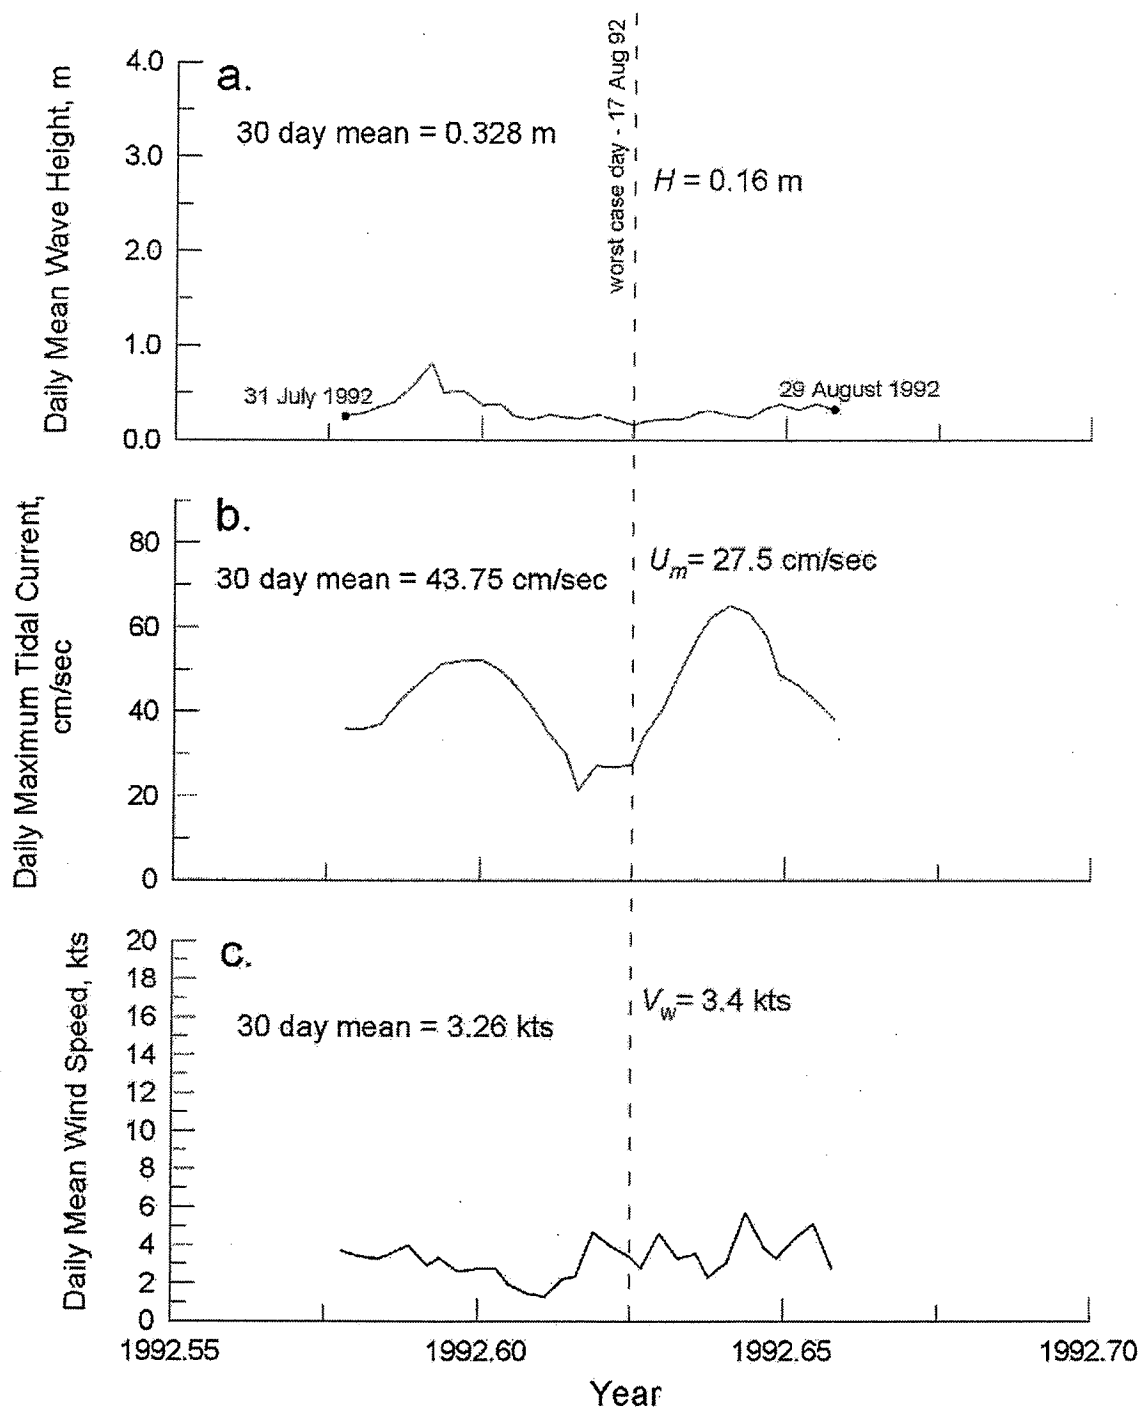 worst case day - 17 Aug 92
a.
30 day mean = 0.328 m
H = 0.16 m
Daily Mean Wave Height, m
4.0
3.0
2.0
1.0
0.0
31 July 1992
29 August 1992
b.
30 day mean = 43.75 cm/sec
Um= 27.5 cm/sec
Daily Maximum Tidal Current,
cm/sec
80
60
40
20
0
c.
30 day mean = 3.26 kts
Vw= 3.4 kts
Daily Mean Wind Speed, kts
20
18
16
14
12
10
8
6
4
2
0
1992.55 1992.60 1992.65 1992.70
Year